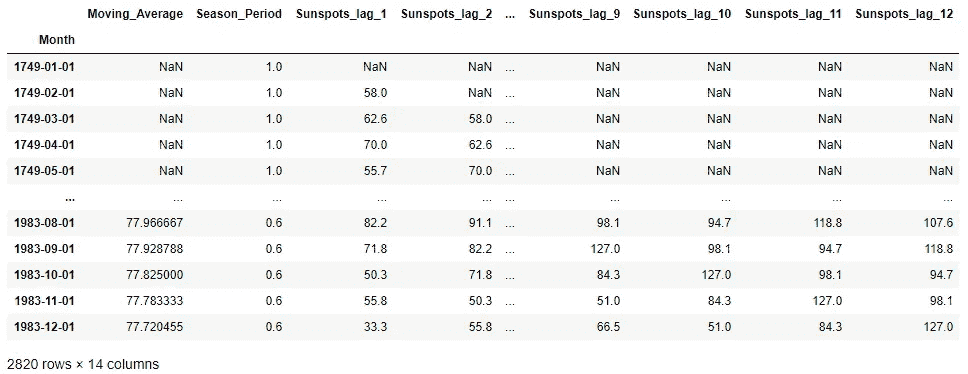 Moving_Average Season_Period Sunspots_lag_1 Sunspots_lag_2 ... Sunspots_lag_9 Sunspots_lag_10 Sunspots_lag_11 Sunspots_lag_12
Month
1749-01-01 NaN 1.0 NaN NaN ... NaN NaN NaN NaN
1749-02-01 NaN 1.0 58.0 NaN ... NaN NaN NaN NaN
1749-03-01 NaN 1.0 62.6 58.0 ... NaN NaN NaN NaN
1749-04-01 NaN 1.0 70.0 62.6 ... NaN NaN NaN NaN
1749-05-01 NaN 1.0 55.7 70.0 ... NaN NaN NaN NaN
... ... ... ... ... ... ... ... ... ...
1983-08-01 77.966667 0.6 82.2 91.1 ... 98.1 94.7 118.8 107.6
1983-09-01 77.928788 0.6 71.8 82.2 ... 127.0 98.1 94.7 118.8
1983-10-01 77.825000 0.6 50.3 71.8 ... 84.3 127.0 98.1 94.7
1983-11-01 77.783333 0.6 55.8 50.3 ... 51.0 84.3 127.0 98.1
1983-12-01 77.720455 0.6 33.3 55.8 ... 66.5 51.0 84.3 127.0
2820 rows × 14 columns